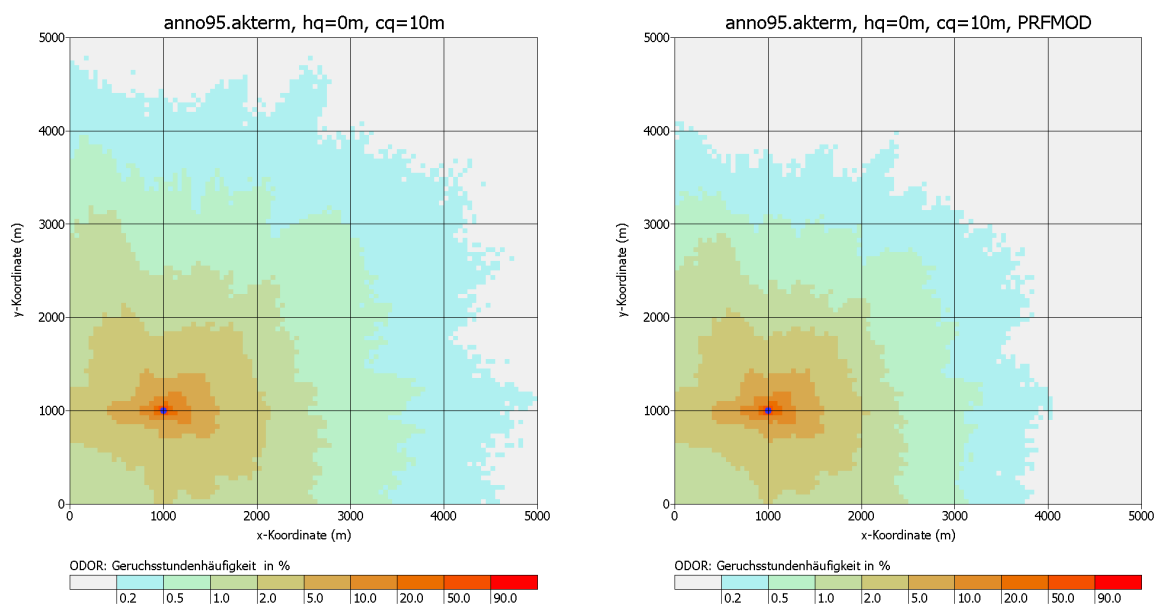 anno95.akterm, hq=0m, cq=10m
5000
4000
3000
2000
1000
0
y-Koordinate (m)
0 1000 2000 3000 4000 5000
x-Koordinate (m)
ODOR: Geruchsstundenhäufigkeit in %
0.2 0.5 1.0 2.0 5.0 10.0 20.0 50.0 90.0
anno95.akterm, hq=0m, cq=10m, PRFMOD
5000
4000
3000
2000
1000
0
y-Koordinate (m)
0 1000 2000 3000 4000 5000
x-Koordinate (m)
ODOR: Geruchsstundenhäufigkeit in %
0.2 0.5 1.0 2.0 5.0 10.0 20.0 50.0 90.0